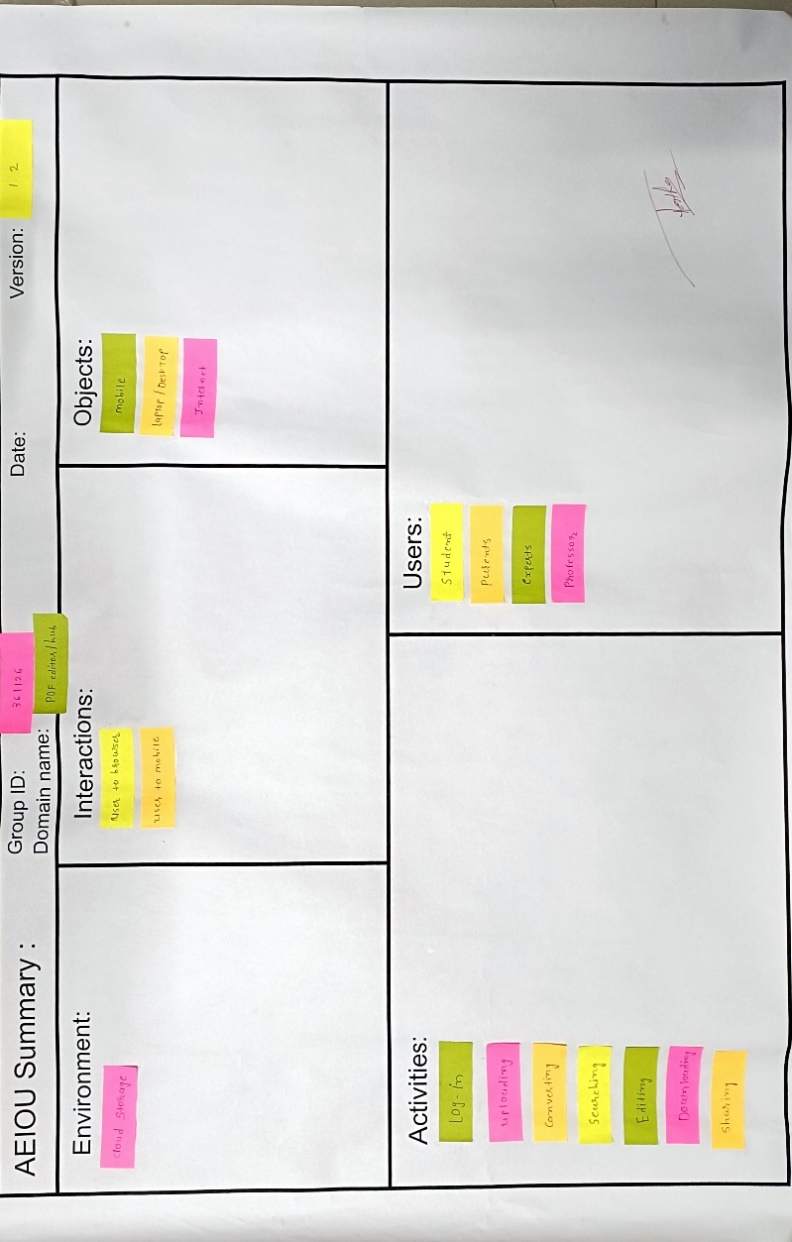 AEIOU Summary :
Group ID: 361126
Date:
Version: 1.2
Domain name: PDF editor/hub
Environment:
cloud storage
Interactions:
User to browser
user to mobile
Objects:
mobile
laptop / Desktop
Internet
Activities:
Log-in
uploading
Converting
Searching
Editing
Downloading
Sharing
Users:
Student
parents
experts
Professors